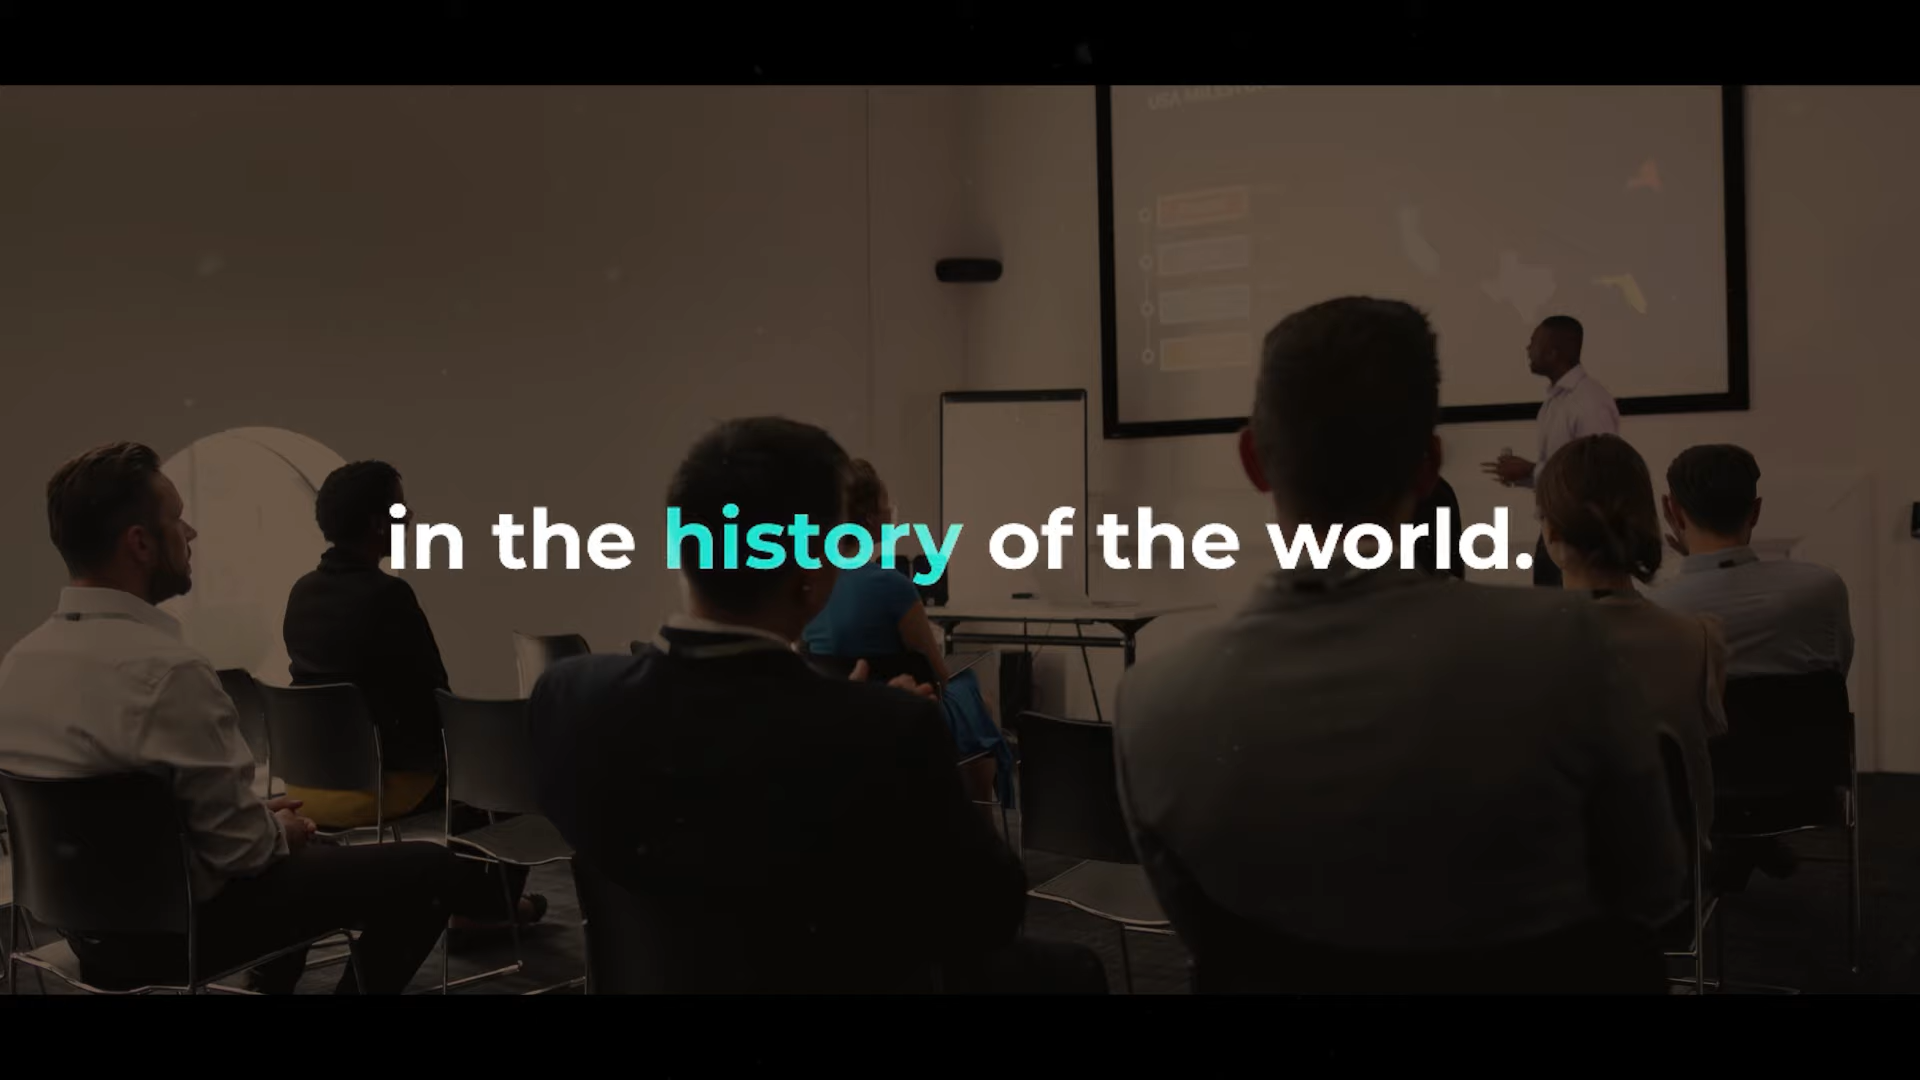 in the history of the world.